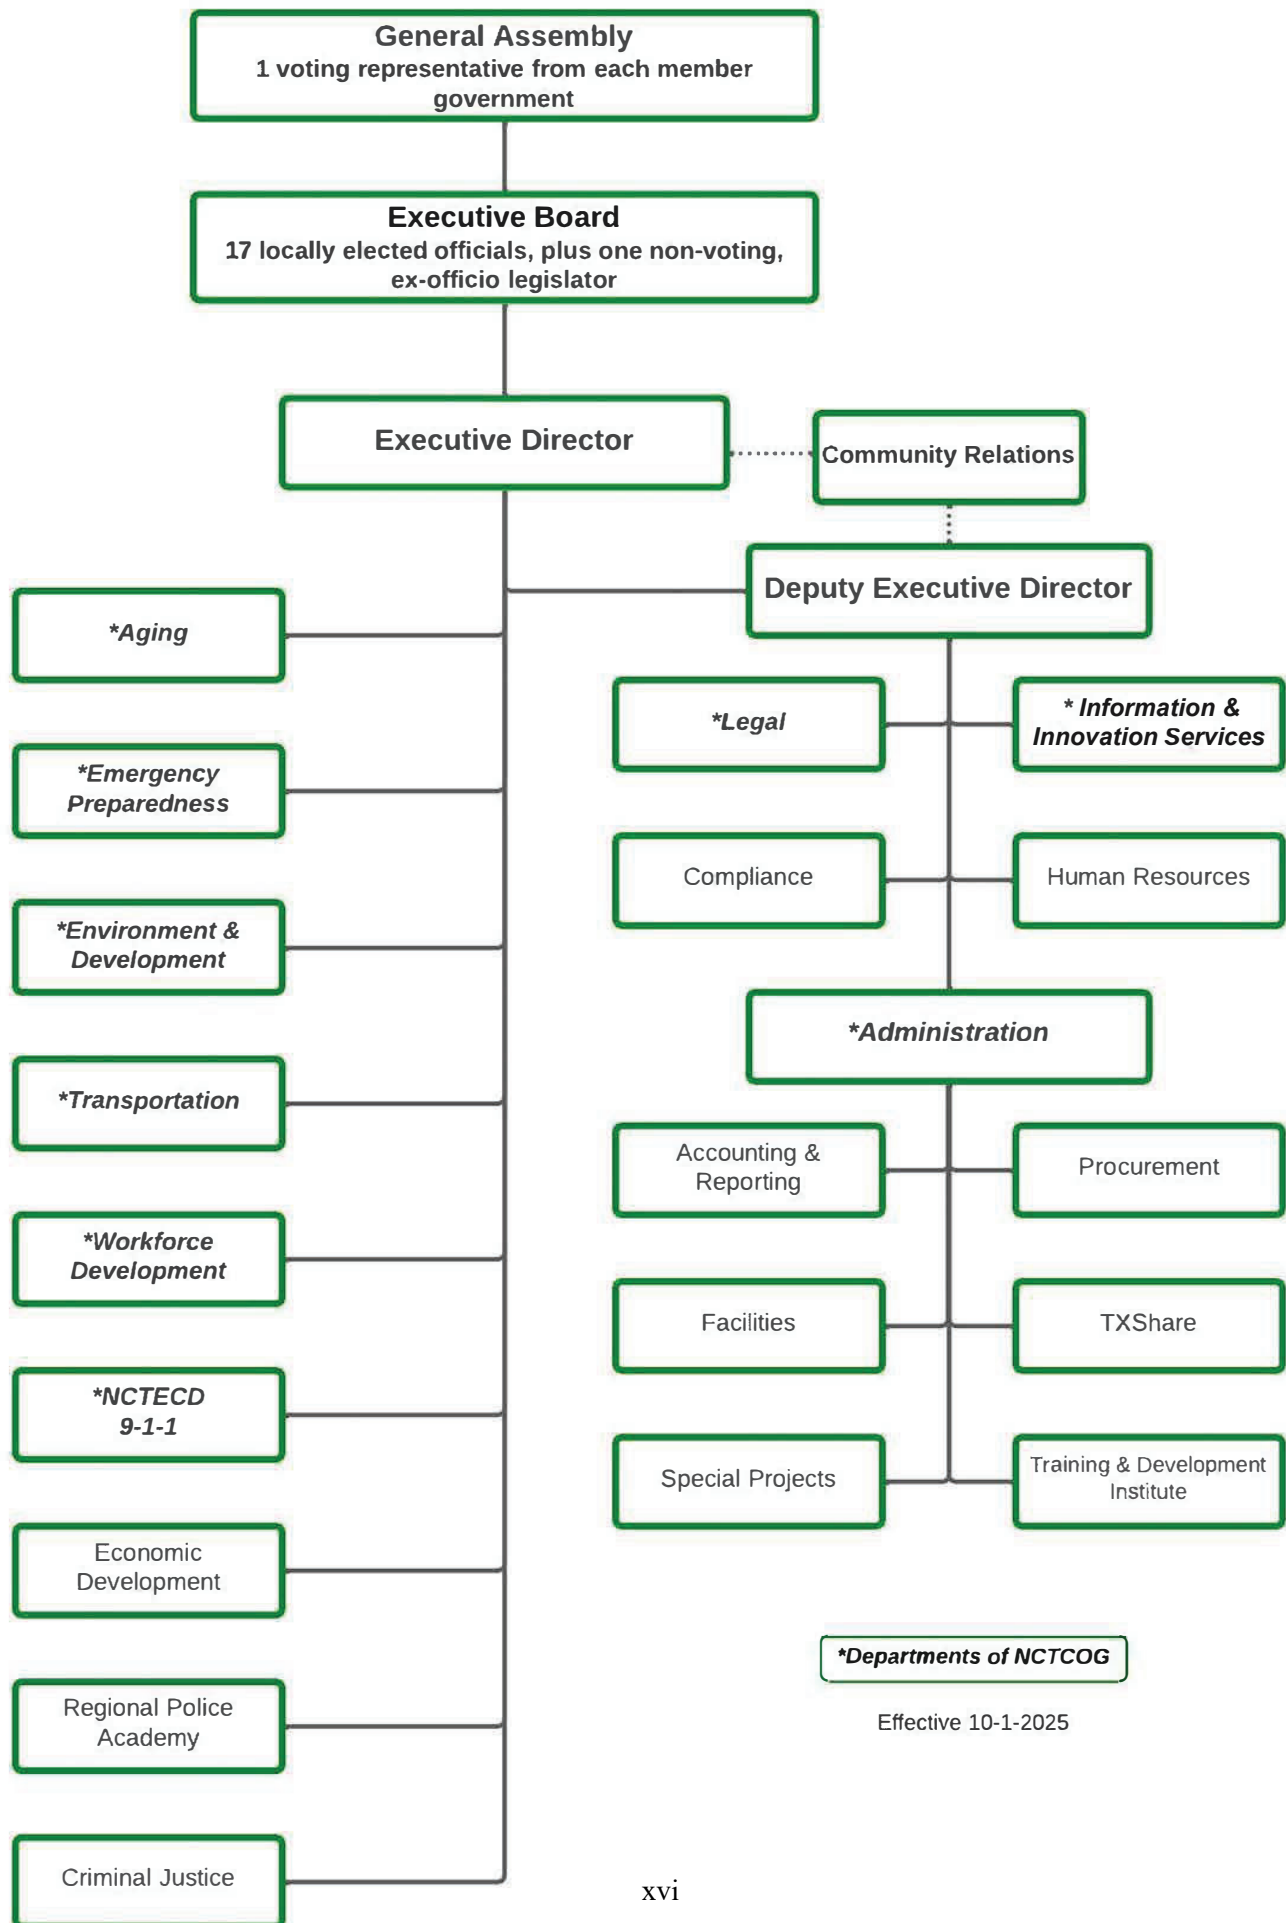 General Assembly
1 voting representative from each member
government
Executive Board
17 locally elected officials, plus one non-voting,
ex-officio legislator
Executive Director
Community Relations
Deputy Executive Director
*Aging
*Legal
* Information &
Innovation Services
*Emergency
Preparedness
Compliance
Human Resources
*Environment &
Development
*Administration
*Transportation
Accounting &
Reporting
Procurement
*Workforce
Development
Facilities
TXShare
*NCTECD
9-1-1
Special Projects
Training & Development
Institute
Economic
Development
*Departments of NCTCOG
Regional Police
Academy
Effective 10-1-2025
Criminal Justice
xvi